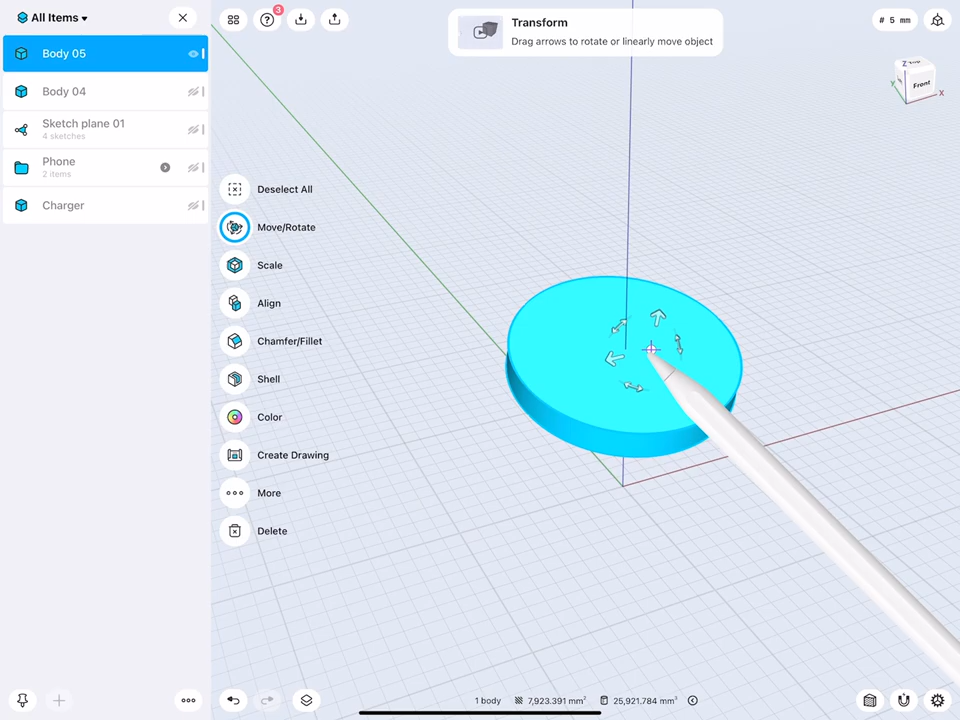 All Items
Body 05
Body 04
Sketch plane 01
4 sketches
Phone
2 items
Charger
3
Transform
Drag arrows to rotate or linearly move object
# 5 mm
Z
Front
Y
X
Deselect All
Move/Rotate
Scale
Align
Chamfer/Fillet
Shell
Color
Create Drawing
More
Delete
1 body 7,923.391 mm² 25,921.784 mm³